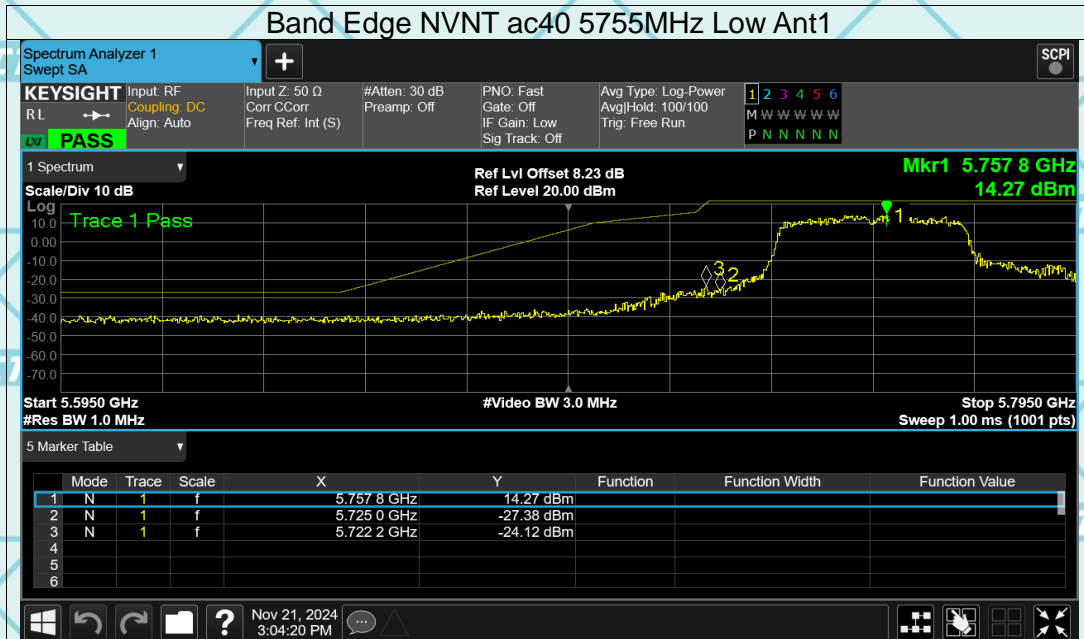 Band Edge NVNT ac40 5755MHz Low Ant1
Spectrum Analyzer 1
Swept SA
+
SCPI
KEYSIGHT
RL
LXI PASS
Input: RF
Coupling: DC
Align: Auto
Input Z: 50 Ω
Corr CCorr
Freq Ref: Int (S)
#Atten: 30 dB
Preamp: Off
PNO: Fast
Gate: Off
IF Gain: Low
Sig Track: Off
Avg Type: Log-Power
Avg|Hold: 100/100
Trig: Free Run
1 2 3 4 5 6
M W W W W W
P N N N N N
1 Spectrum
Scale/Div 10 dB
Ref Lvl Offset 8.23 dB
Ref Level 20.00 dBm
Mkr1 5.757 8 GHz
14.27 dBm
Log
Trace 1 Pass
10.0
0.00
-10.0
-20.0
-30.0
-40.0
-50.0
-60.0
-70.0
1
3
2
Start 5.5950 GHz
#Res BW 1.0 MHz
#Video BW 3.0 MHz
Stop 5.7950 GHz
Sweep 1.00 ms (1001 pts)
5 Marker Table
Mode Trace Scale X Y Function Function Width Function Value
1 N 1 f 5.757 8 GHz 14.27 dBm
2 N 1 f 5.725 0 GHz -27.38 dBm
3 N 1 f 5.722 2 GHz -24.12 dBm
4
5
6
?
Nov 21, 2024
3:04:20 PM